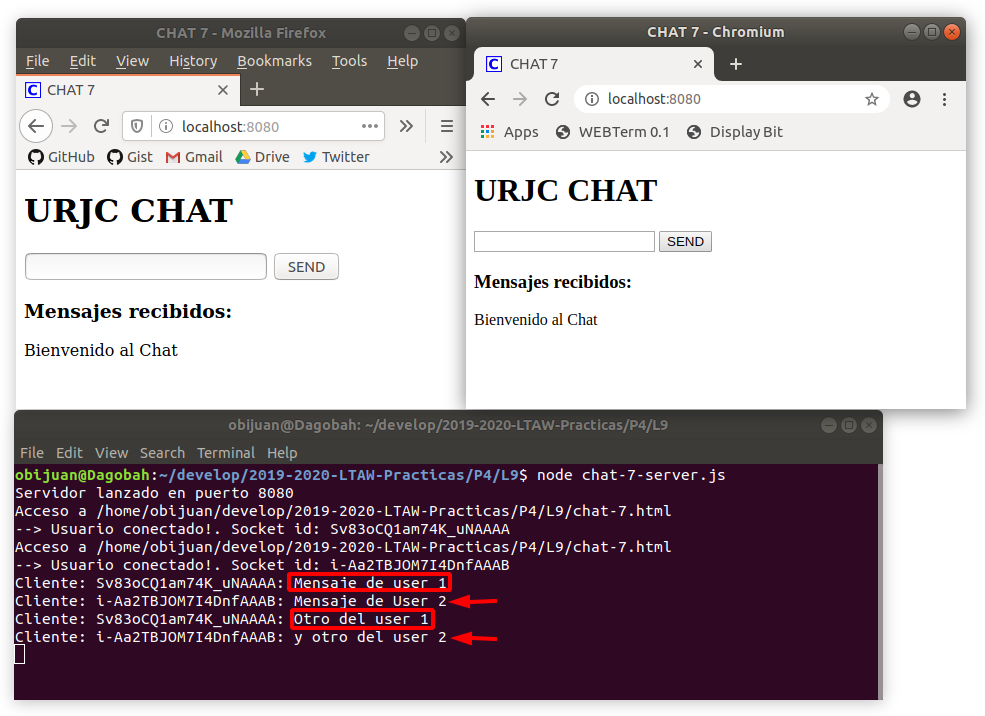 CHAT 7 - Mozilla Firefox
File Edit View History Bookmarks Tools Help
CHAT 7
localhost:8080
GitHub Gist Gmail Drive Twitter
URJC CHAT
SEND
Mensajes recibidos:
Bienvenido al Chat
CHAT 7 - Chromium
CHAT 7
localhost:8080
Apps WEBTerm 0.1 Display Bit
URJC CHAT
SEND
Mensajes recibidos:
Bienvenido al Chat
obijuan@Dagobah: ~/develop/2019-2020-LTAW-Practicas/P4/L9
File Edit View Search Terminal Help
obijuan@Dagobah:~/develop/2019-2020-LTAW-Practicas/P4/L9$ node chat-7-server.js
Servidor lanzado en puerto 8080
Acceso a /home/obijuan/develop/2019-2020-LTAW-Practicas/P4/L9/chat-7.html
--> Usuario conectado!. Socket id: Sv83oCQ1am74K_uNAAAA
Acceso a /home/obijuan/develop/2019-2020-LTAW-Practicas/P4/L9/chat-7.html
--> Usuario conectado!. Socket id: i-Aa2TBJOM7I4DnfAAAB
Cliente: Sv83oCQ1am74K_uNAAAA: Mensaje de user 1
Cliente: i-Aa2TBJOM7I4DnfAAAB: Mensaje de User 2
Cliente: Sv83oCQ1am74K_uNAAAA: Otro del user 1
Cliente: i-Aa2TBJOM7I4DnfAAAB: y otro del user 2